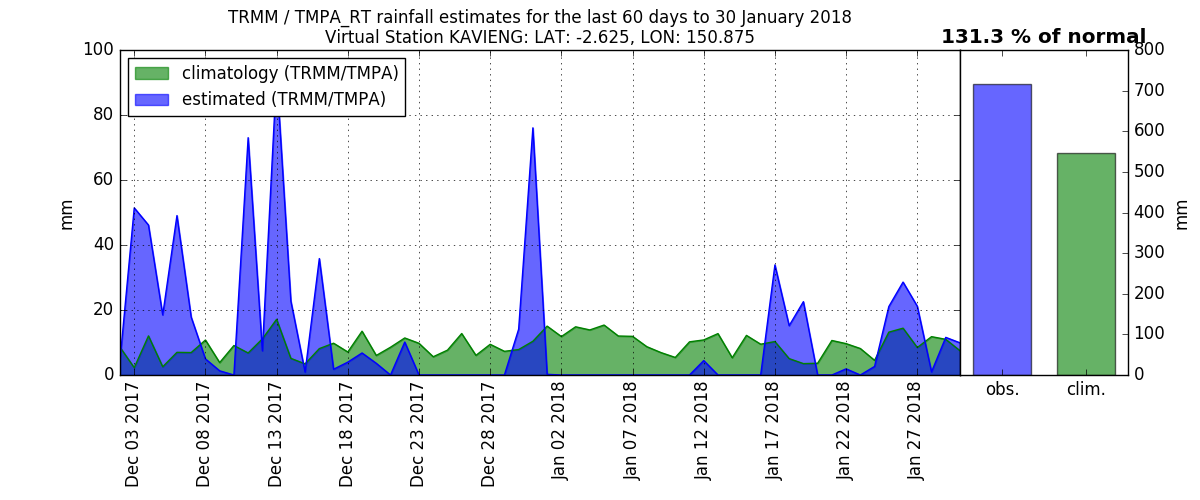 TRMM / TMPA_RT rainfall estimates for the last 60 days to 30 January 2018
Virtual Station KAVIENG: LAT: -2.625, LON: 150.875
131.3 % of normal
climatology (TRMM/TMPA)
estimated (TRMM/TMPA)
100
80
60
40
20
0
mm
Dec 03 2017
Dec 08 2017
Dec 13 2017
Dec 18 2017
Dec 23 2017
Dec 28 2017
Jan 02 2018
Jan 07 2018
Jan 12 2018
Jan 17 2018
Jan 22 2018
Jan 27 2018
800
700
600
500
400
300
200
100
0
mm
obs.
clim.